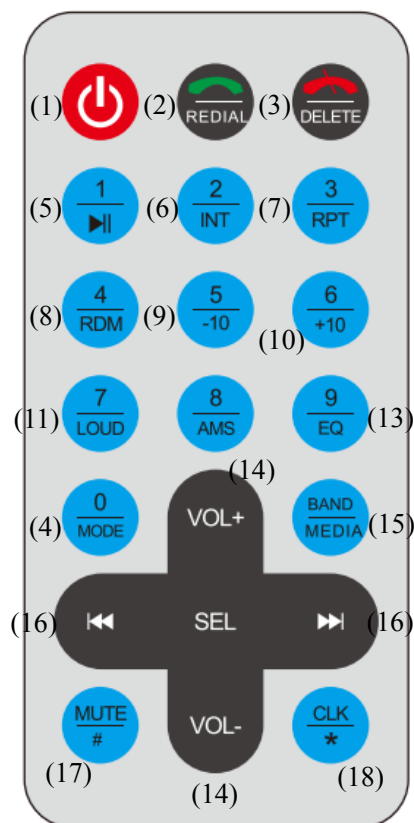 (1) (2) REDIAL (3) DELETE
1 2 3
(5) (6) INT (7) RPT
4 5 6
(8) RDM (9) -10 (10) +10
7 8 9
(11) LOUD AMS EQ (13)
(14)
0 VOL+ BAND
(4) MODE MEDIA (15)
(16) SEL (16)
MUTE VOL- CLK
# *
(17) (14) (18)